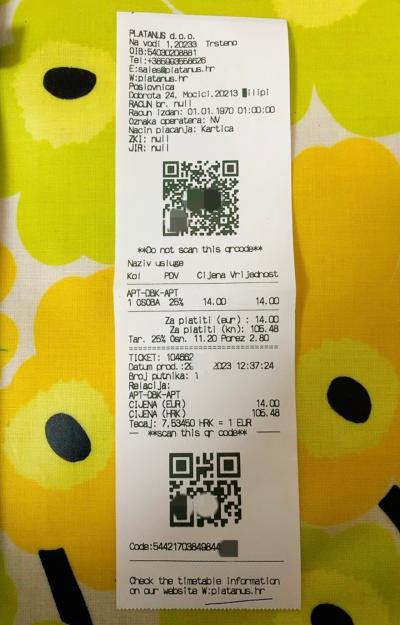 PLATANUS d.o.o.
Na vodi 1,20233 Trsteno
OIB:54030208881
Tel:+385993558626
E:sales@platanus.hr
W:platanus.hr
Poslovnica
Dobrota 24, Mocici,20213
RACUN br. null
Racun izdan: 01.01.1970 01:00:00
Oznaka operatera: NV
Nacin placanja: Kartica
ZKI: null
JIR: null
**Do not scan this qrcode**
Naziv usluge
Kol PDV Cijena Vrijednost
APT-DBK-APT
1 OSOBA 25% 14.00 14.00
Za platiti (eur) : 14.00
Za platiti (kn): 105.48
Tar. 25% Osn. 11.20 Porez 2.80
TICKET: 104662
Datum prod.:2 2023 12:37:24
Broj putnika: 1
Relacija:
APT-DBK-APT
CIJENA (EUR) 14.00
CIJENA (HRK) 105.48
Tecaj: 7,53450 HRK = 1 EUR
**scan this qr code**
Code:54421703849844
Check the timetable information
on our website W:platanus.hr